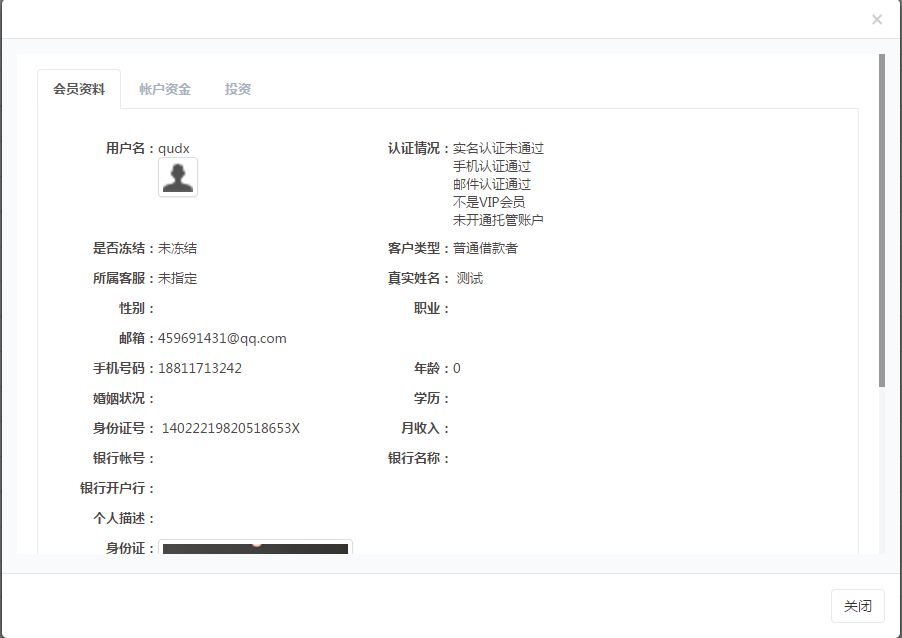 ×
会员资料 帐户资金 投资
用户名：qudx 认证情况：实名认证未通过
手机认证通过
邮件认证通过
不是VIP会员
未开通托管账户
是否冻结：未冻结 客户类型：普通借款者
所属客服：未指定 真实姓名： 测试
性别： 职业：
邮箱：459691431@qq.com
手机号码：18811713242 年龄：0
婚姻状况： 学历：
身份证号： 14022219820518653X 月收入：
银行帐号： 银行名称：
银行开户行：
个人描述：
身份证：
关闭